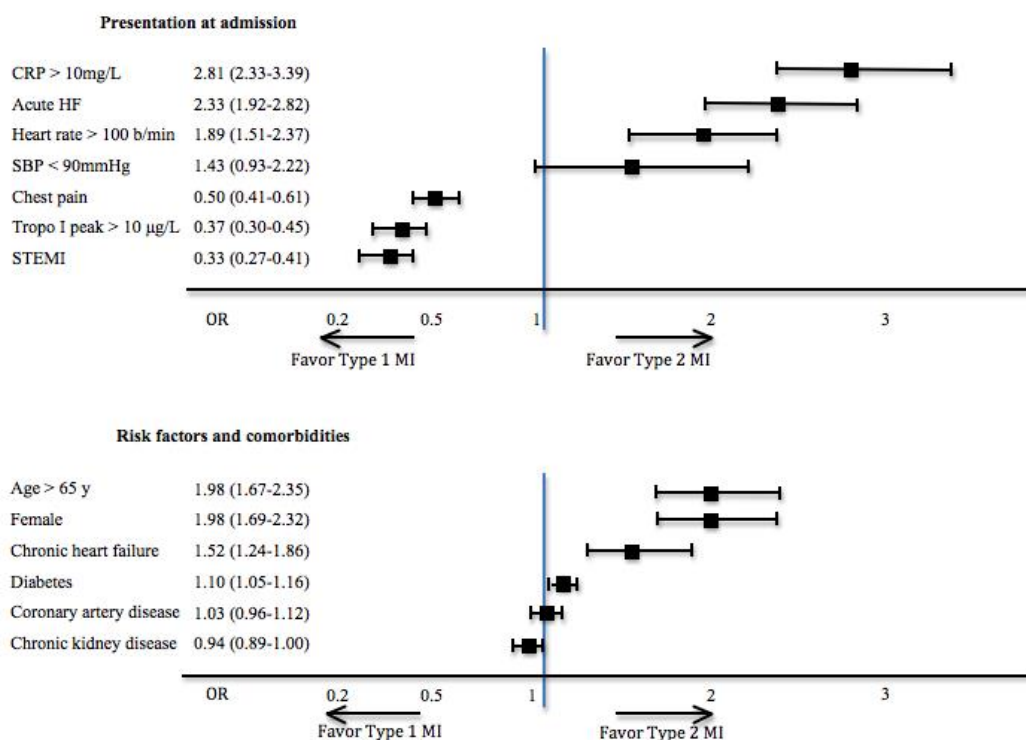 Presentation at admission
CRP > 10mg/L 2.81 (2.33-3.39)
Acute HF 2.33 (1.92-2.82)
Heart rate > 100 b/min 1.89 (1.51-2.37)
SBP < 90mmHg 1.43 (0.93-2.22)
Chest pain 0.50 (0.41-0.61)
Tropo I peak > 10 µg/L 0.37 (0.30-0.45)
STEMI 0.33 (0.27-0.41)
OR 0.2 0.5 1 2 3
Favor Type 1 MI Favor Type 2 MI
Risk factors and comorbidities
Age > 65 y 1.98 (1.67-2.35)
Female 1.98 (1.69-2.32)
Chronic heart failure 1.52 (1.24-1.86)
Diabetes 1.10 (1.05-1.16)
Coronary artery disease 1.03 (0.96-1.12)
Chronic kidney disease 0.94 (0.89-1.00)
OR 0.2 0.5 1 2 3
Favor Type 1 MI Favor Type 2 MI